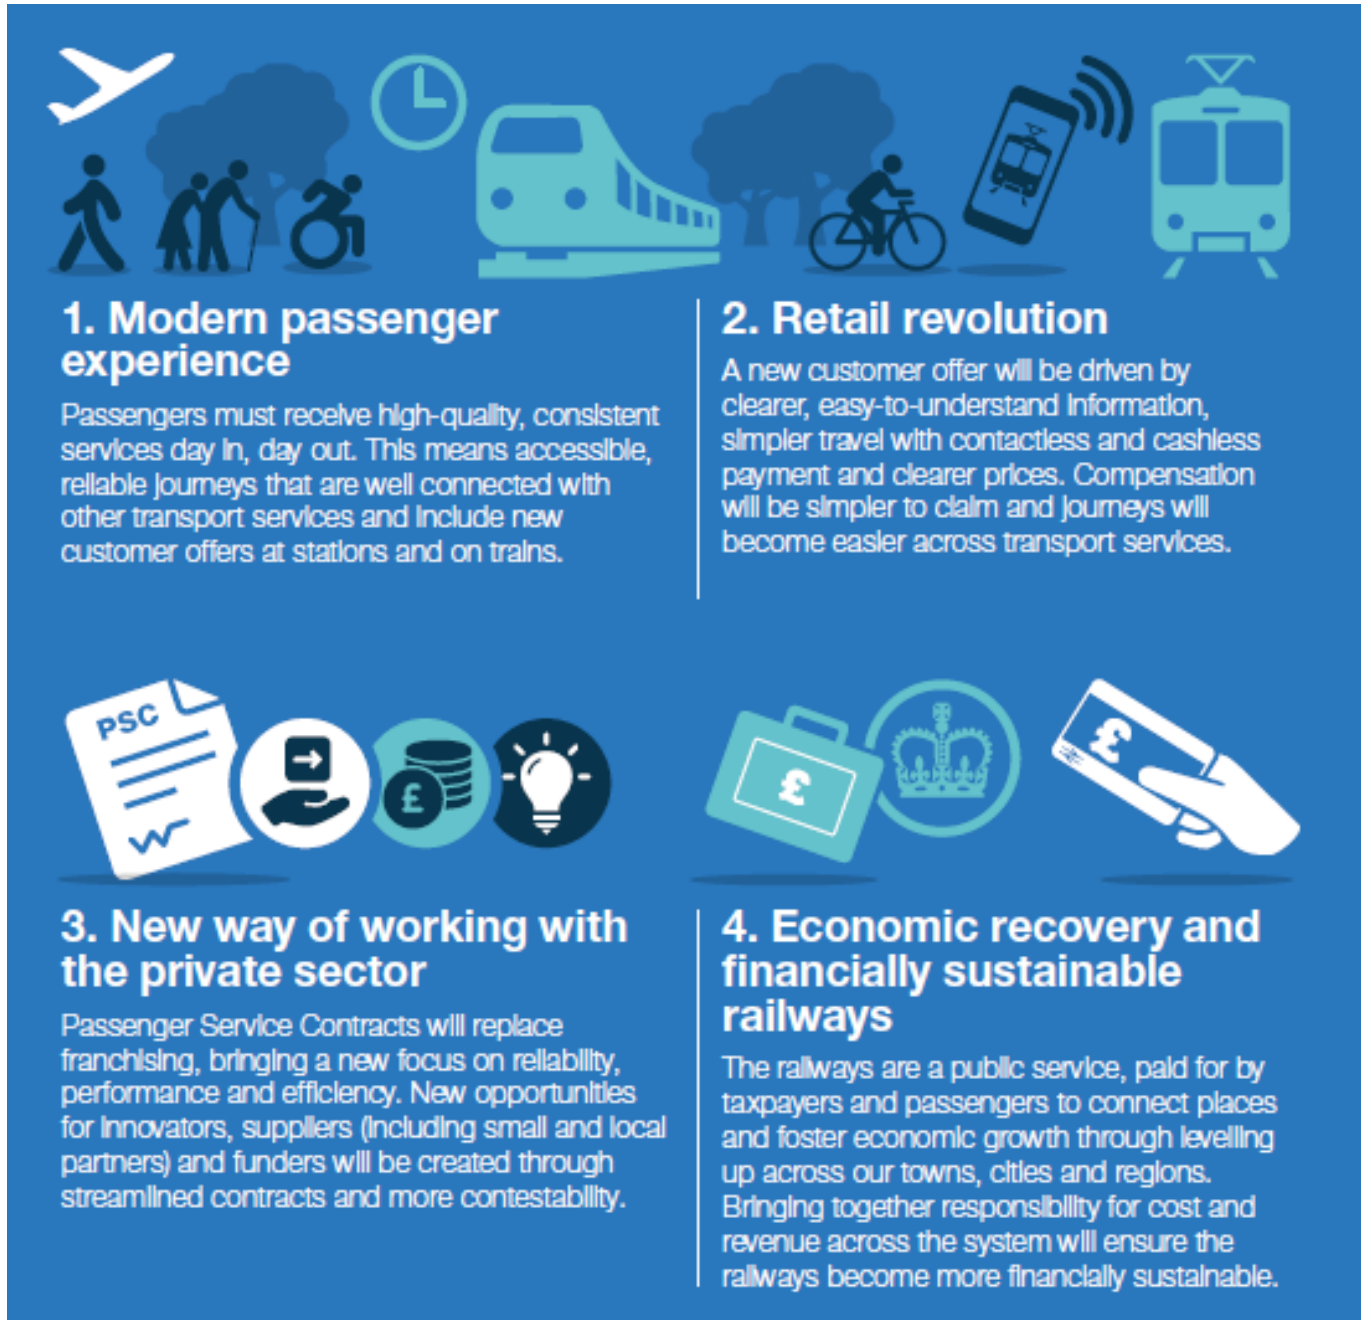 1. Modern passenger
experience
Passengers must receive high-quality, consistent
services day in, day out. This means accessible,
reliable journeys that are well connected with
other transport services and include new
customer offers at stations and on trains.
2. Retail revolution
A new customer offer will be driven by
clearer, easy-to-understand information,
simpler travel with contactless and cashless
payment and clearer prices. Compensation
will be simpler to claim and journeys will
become easier across transport services.
PSC
£
£
£
3. New way of working with
the private sector
Passenger Service Contracts will replace
franchising, bringing a new focus on reliability,
performance and efficiency. New opportunities
for innovators, suppliers (including small and local
partners) and funders will be created through
streamlined contracts and more contestability.
4. Economic recovery and
financially sustainable
railways
The railways are a public service, paid for by
taxpayers and passengers to connect places
and foster economic growth through levelling
up across our towns, cities and regions.
Bringing together responsibility for cost and
revenue across the system will ensure the
railways become more financially sustainable.